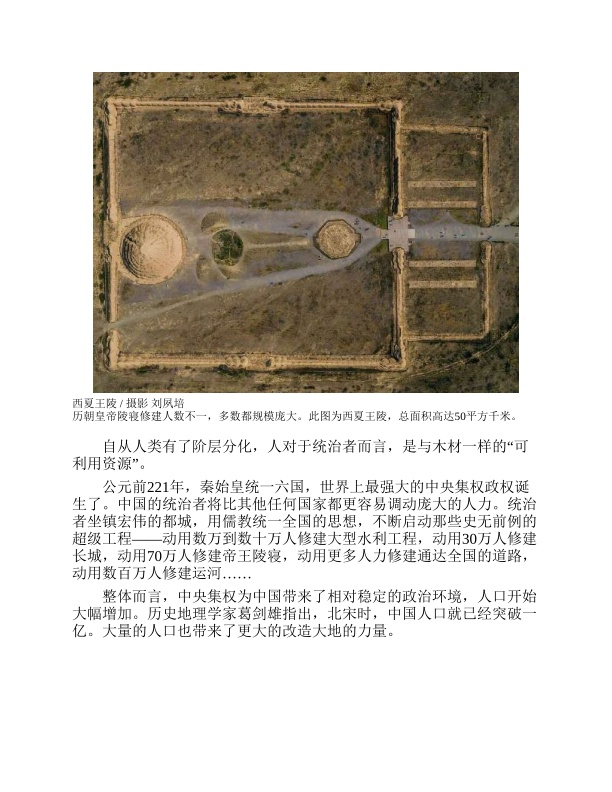 西夏王陵 / 摄影 刘夙培
历朝皇帝陵寝修建人数不一，多数都规模庞大。此图为西夏王陵，总面积高达50平方千米。
自从人类有了阶层分化，人对于统治者而言，是与木材一样的“可
利用资源”。
公元前221年，秦始皇统一六国，世界上最强大的中央集权政权诞
生了。中国的统治者将比其他任何国家都更容易调动庞大的人力。统治
者坐镇宏伟的都城，用儒教统一全国的思想，不断启动那些史无前例的
超级工程——动用数万到数十万人修建大型水利工程，动用30万人修建
长城，动用70万人修建帝王陵寝，动用更多人力修建通达全国的道路，
动用数百万人修建运河……
整体而言，中央集权为中国带来了相对稳定的政治环境，人口开始
大幅增加。历史地理学家葛剑雄指出，北宋时，中国人口就已经突破一
亿。大量的人口也带来了更大的改造大地的力量。